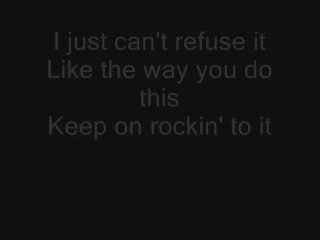 I just can't refuse it
Like the way you do
this
Keep on rockin' to it